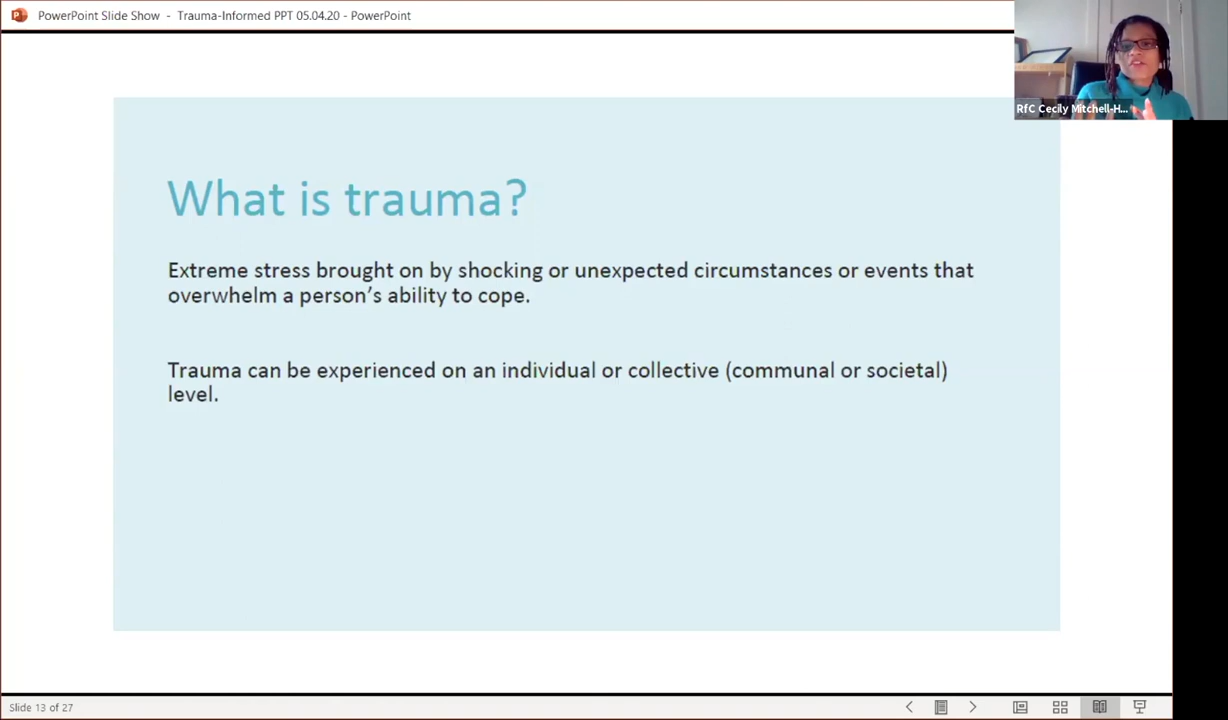 PowerPoint Slide Show - Trauma-Informed PPT 05.04.20 - PowerPoint
RfC Cecily Mitchell-H...
What is trauma?
Extreme stress brought on by shocking or unexpected circumstances or events that
overwhelm a person's ability to cope.
Trauma can be experienced on an individual or collective (communal or societal)
level.
Slide 13 of 27